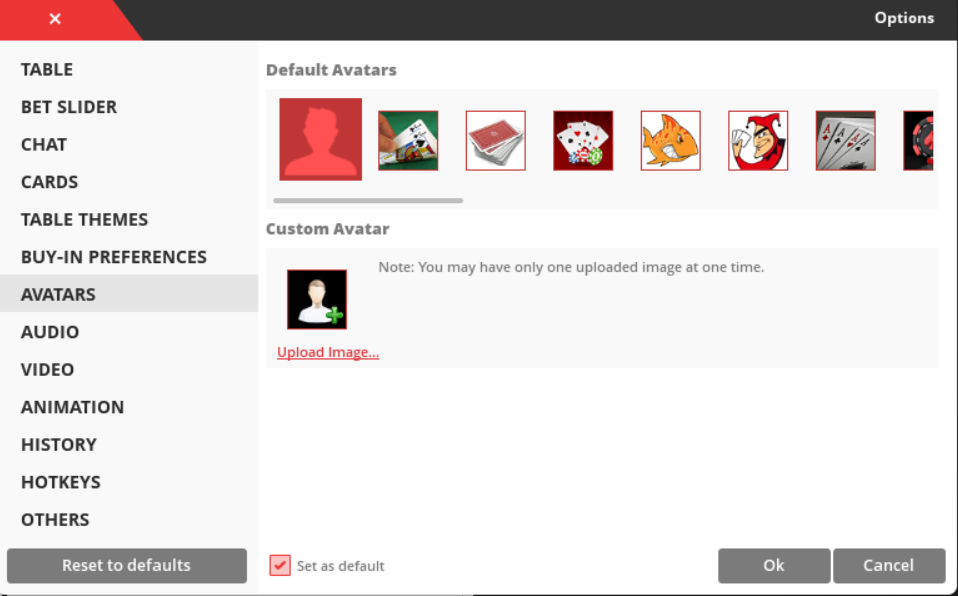 Options
TABLE
BET SLIDER
CHAT
CARDS
TABLE THEMES
BUY-IN PREFERENCES
AVATARS
AUDIO
VIDEO
ANIMATION
HISTORY
HOTKEYS
OTHERS
Reset to defaults
Default Avatars
Custom Avatar
Note: You may have only one uploaded image at one time.
Upload Image...
Set as default
Ok
Cancel